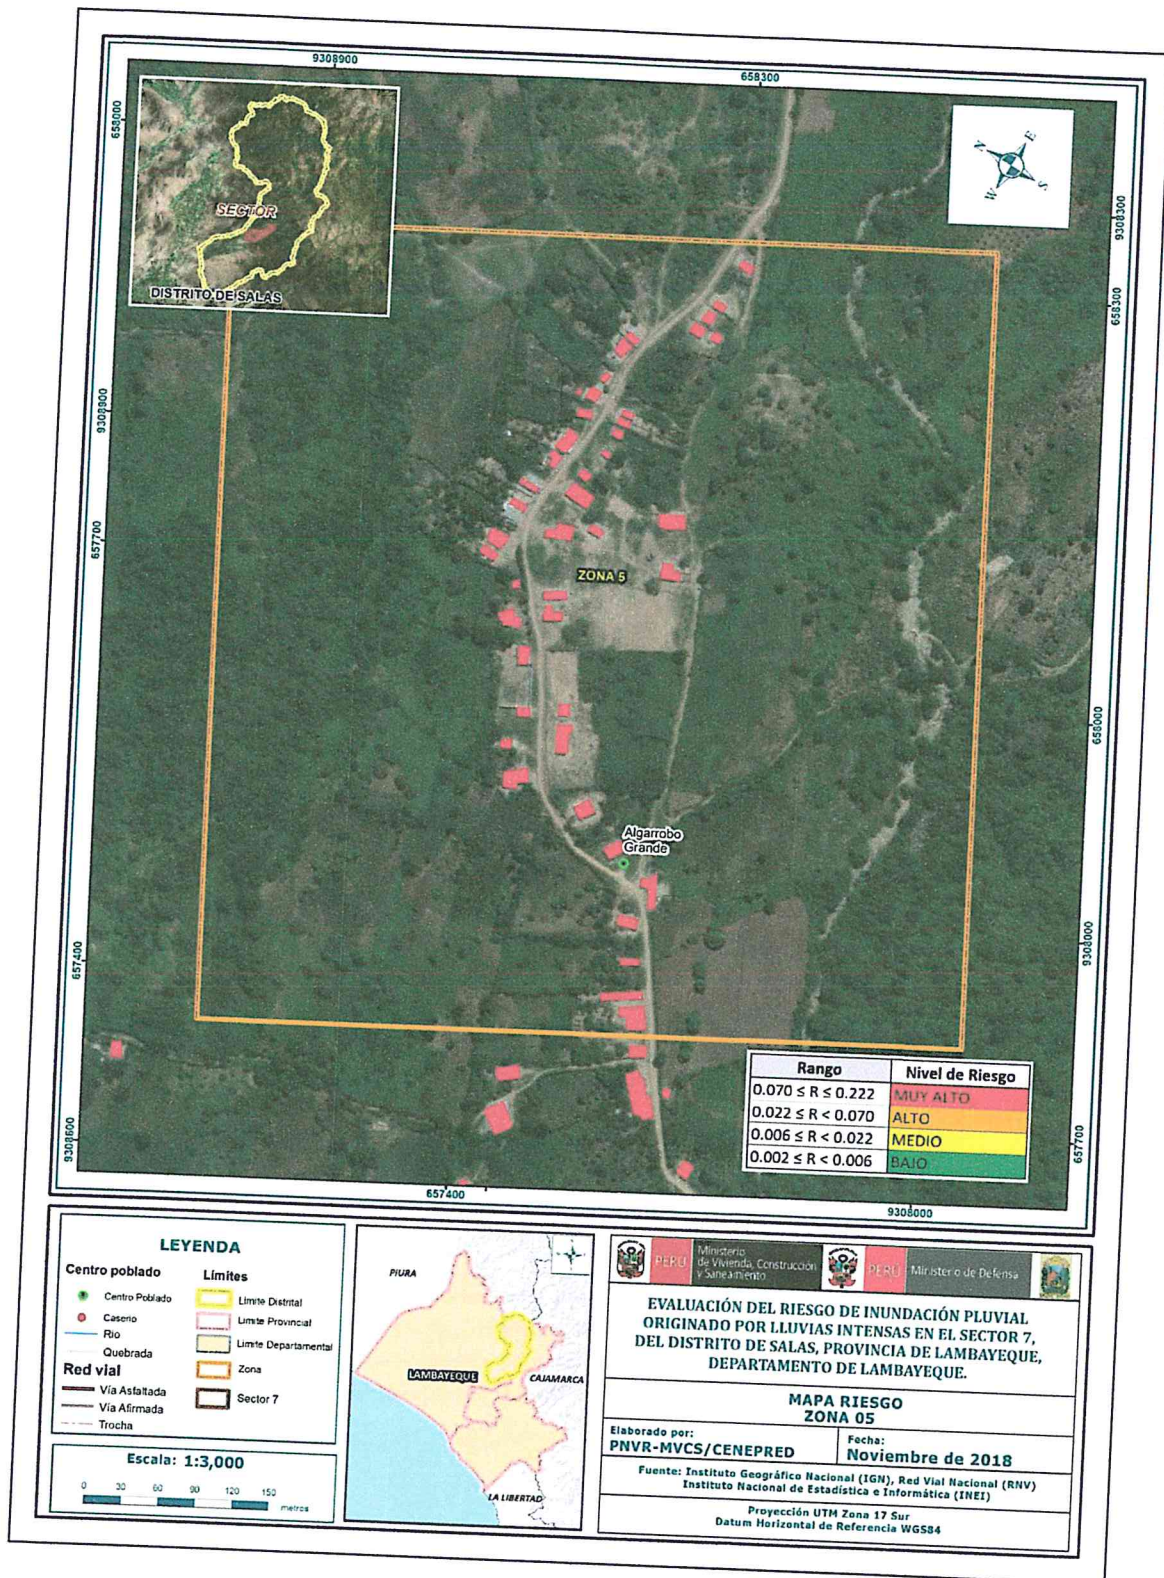 9308900
658300
658000
9308300
658300
9308900
657700
658000
657400
9308000
9308600
657700
657400
9308000
N
E
W
S
SECTOR
DISTRITO DE SALAS
ZONA 5
Algarrobo
Grande
Rango Nivel de Riesgo
0.070 ≤ R ≤ 0.222 MUY ALTO
0.022 ≤ R < 0.070 ALTO
0.006 ≤ R < 0.022 MEDIO
0.002 ≤ R < 0.006 BAJO
LEYENDA
Centro poblado
Centro Poblado
Caserio
Rio
Quebrada
Red vial
Vía Asfaltada
Vía Afirmada
Trocha
Límites
Limite Distrital
Limite Provincial
Limite Departamental
Zona
Sector 7
Escala: 1:3,000
0 30 60 90 120 150
metros
PIURA
LAMBAYEQUE
CAJAMARCA
LA LIBERTAD
PERÚ
Ministerio
de Vivienda, Construcción
y Saneamiento
PERÚ
Ministerio de Defensa
EVALUACIÓN DEL RIESGO DE INUNDACIÓN PLUVIAL
ORIGINADO POR LLUVIAS INTENSAS EN EL SECTOR 7,
DEL DISTRITO DE SALAS, PROVINCIA DE LAMBAYEQUE,
DEPARTAMENTO DE LAMBAYEQUE.
MAPA RIESGO
ZONA 05
Elaborado por:
PNVR-MVCS/CENEPRED
Fecha:
Noviembre de 2018
Fuente: Instituto Geográfico Nacional (IGN), Red Vial Nacional (RNV)
Instituto Nacional de Estadística e Informática (INEI)
Proyección UTM Zona 17 Sur
Datum Horizontal de Referencia WGS84